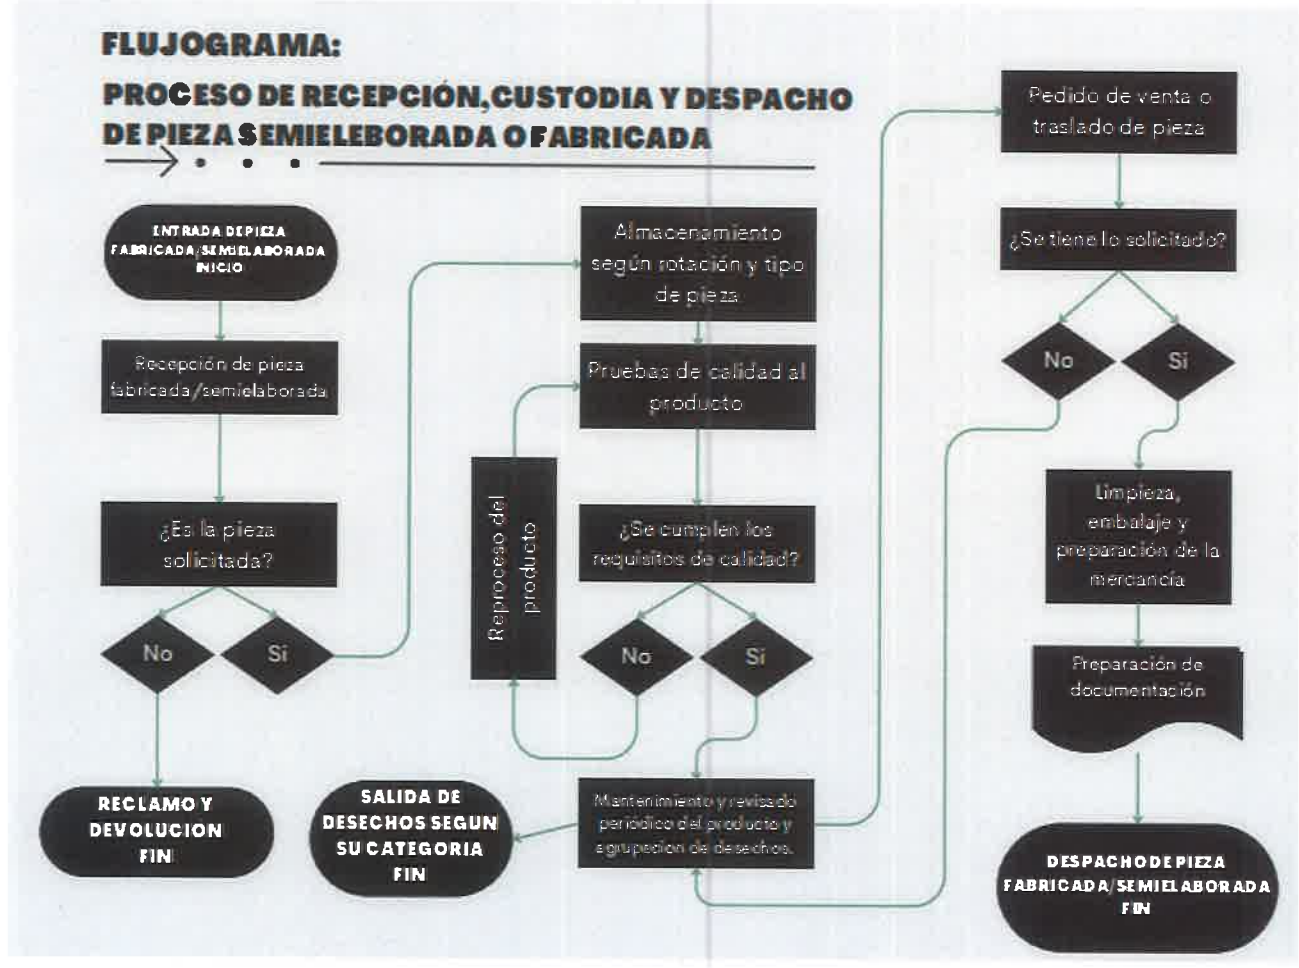 FLUJOGRAMA:
PROCESO DE RECEPCIÓN,CUSTODIA Y DESPACHO
DE PIEZA SEMIELEBORADA O FABRICADA
ENTRADA DE PIEZA
FABRICADA/SEMIELABORADA
INICIO
Recepción de pieza
fabricada/semielaborada
¿Es la pieza
solicitada?
No
Si
RECLAMO Y
DEVOLUCION
FIN
Almacenamiento
según rotación y tipo
de pieza
Pruebas de calidad al
producto
Reproceso del
producto
¿Se cumplen los
requisitos de calidad?
No
Si
Mantenimiento y revisado
periodico del producto y
agrupacion de desechos.
SALIDA DE
DESECHOS SEGUN
SU CATEGORIA
FIN
Pedido de venta o
traslado de pieza
¿Se tiene lo solicitado?
No
Si
Limpieza,
embalaje y
preparación de la
mercancía
Preparación de
documentación
DESPACHO DE PIEZA
FABRICADA/SEMIELABORADA
FIN